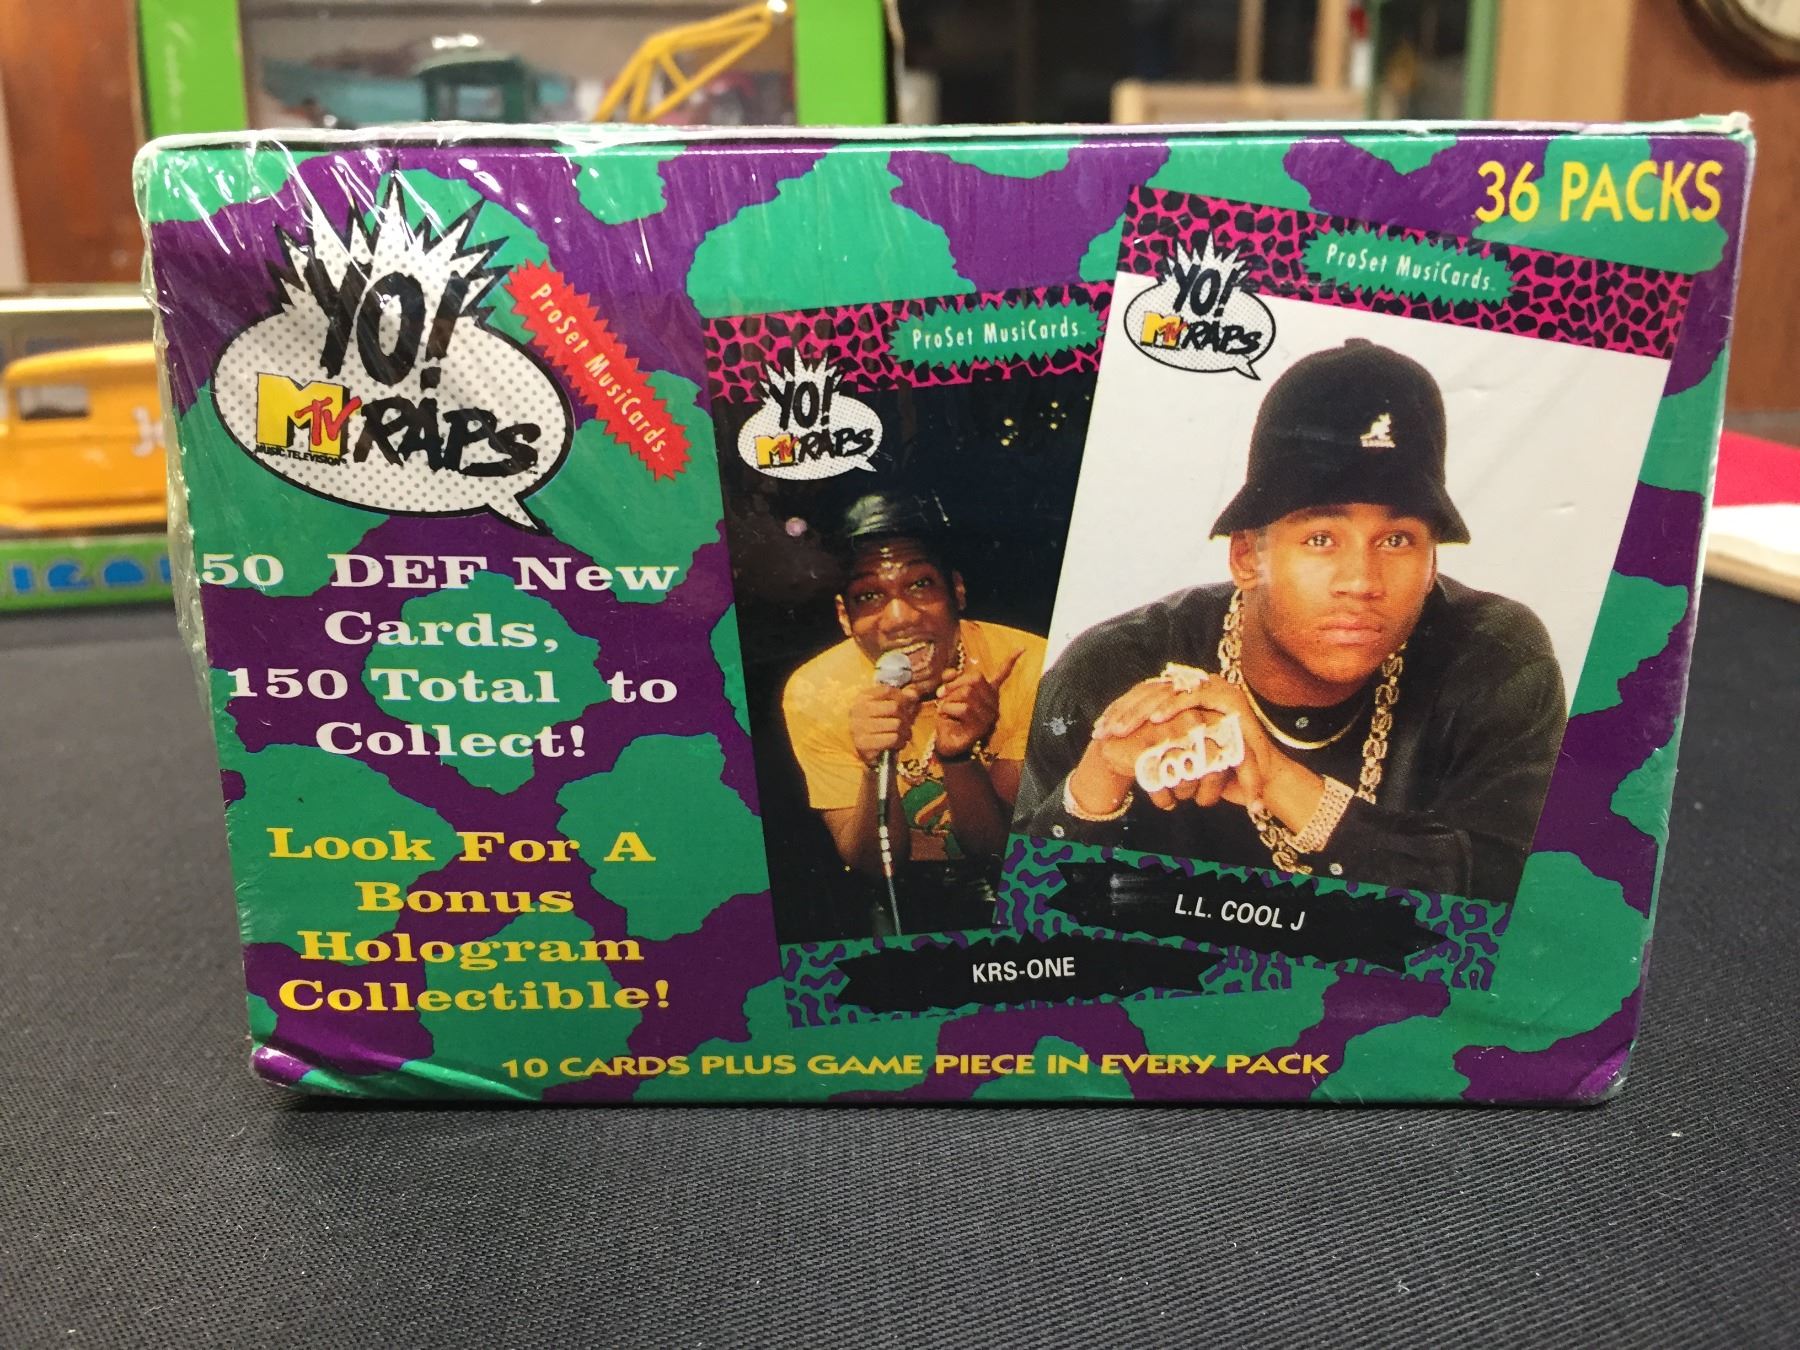 36 PACKS
YO!
MTV RAPS
MUSIC TELEVISION
ProSet MusiCards
50 DEF New
Cards,
150 Total to
Collect!
Look For A
Bonus
Hologram
Collectible!
ProSet MusiCards
YO!
MTV RAPS
KRS-ONE
ProSet MusiCards
YO!
MTV RAPS
KANGOL
Cool J
L.L. COOL J
10 CARDS PLUS GAME PIECE IN EVERY PACK